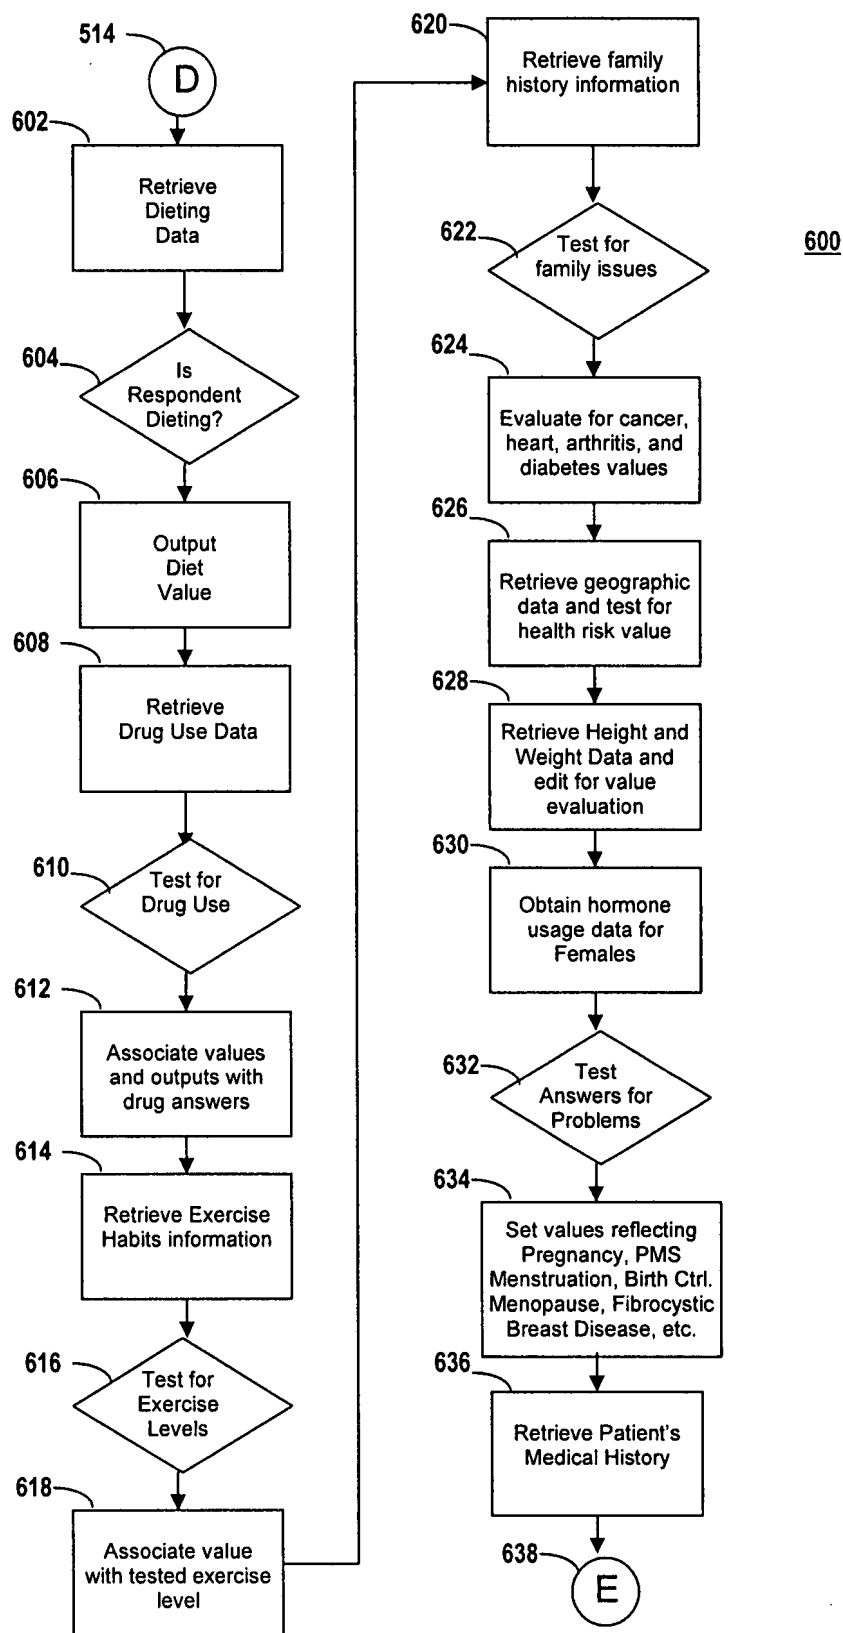 514
D
602
Retrieve
Dieting
Data
604
Is
Respondent
Dieting?
606
Output
Diet
Value
608
Retrieve
Drug Use Data
610
Test for
Drug Use
612
Associate values
and outputs with
drug answers
614
Retrieve Exercise
Habits information
616
Test for
Exercise
Levels
618
Associate value
with tested exercise
level
620
Retrieve family
history information
622
Test for
family issues
600
624
Evaluate for cancer,
heart, arthritis, and
diabetes values
626
Retrieve geographic
data and test for
health risk value
628
Retrieve Height and
Weight Data and
edit for value
evaluation
630
Obtain hormone
usage data for
Females
632
Test
Answers for
Problems
634
Set values reflecting
Pregnancy, PMS
Menstruation, Birth Ctrl.
Menopause, Fibrocystic
Breast Disease, etc.
636
Retrieve Patient's
Medical History
638
E